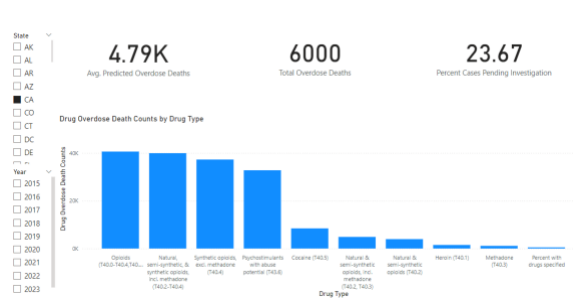 State
AK
AL
AR
AZ
CA
CO
CT
DC
DE
Year
2015
2016
2017
2018
2019
2020
2021
2022
2023
4.79K
Avg. Predicted Overdose Deaths
6000
Total Overdose Deaths
23.67
Percent Cases Pending Investigation
Drug Overdose Death Counts by Drug Type
Drug Overdose Death Counts
40K
20K
0K
Opioids
(T40.0-T40.4,T40....
Natural,
semi-synthetic, &
synthetic opioids,
incl. methadone
(T40.2-T40.4)
Synthetic opioids,
excl. methadone
(T40.4)
Psychostimulants
with abuse
potential (T43.6)
Cocaine (T40.5)
Natural &
semi-synthetic
opioids, incl.
methadone
(T40.2, T40.3)
Natural &
semi-synthetic
opioids (T40.2)
Heroin (T40.1)
Methadone
(T40.3)
Percent with
drugs specified
Drug Type